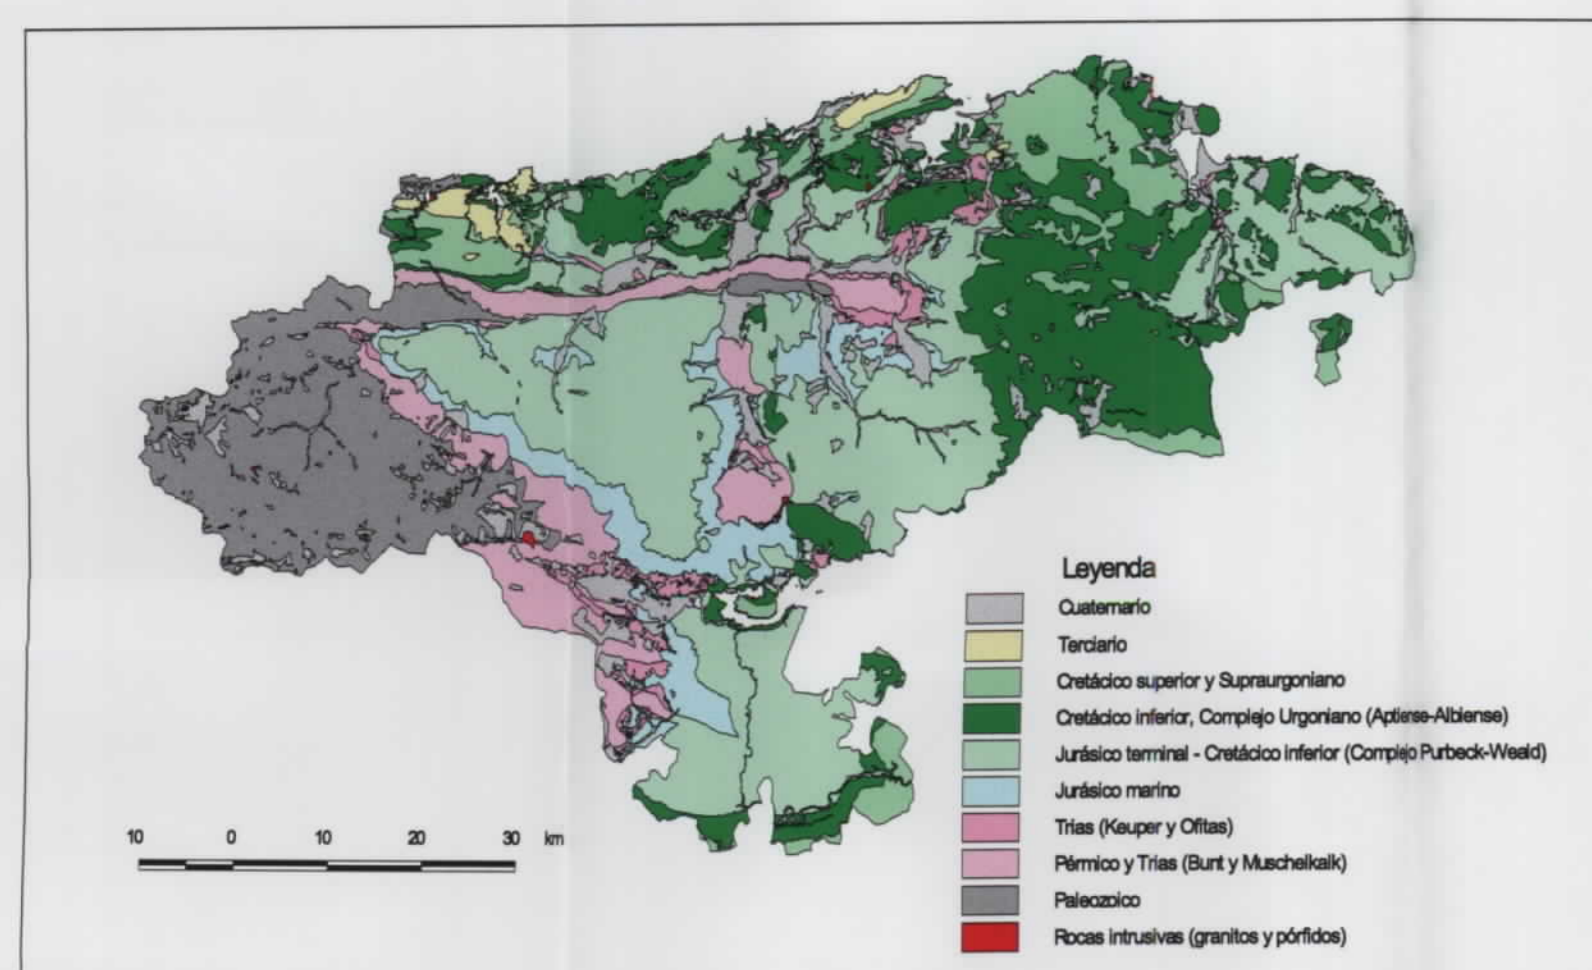 Leyenda
Cuaternario
Terciario
Cretácico superior y Supraurgoniano
Cretácico inferior, Complejo Urgoniano (Aptiense-Albiense)
Jurásico terminal - Cretácico inferior (Complejo Purbeck-Weald)
Jurásico marino
Trias (Keuper y Ofitas)
Pérmico y Trias (Bunt y Muschelkalk)
Paleozoico
Rocas intrusivas (granitos y pórfidos)
10 0 10 20 30 km